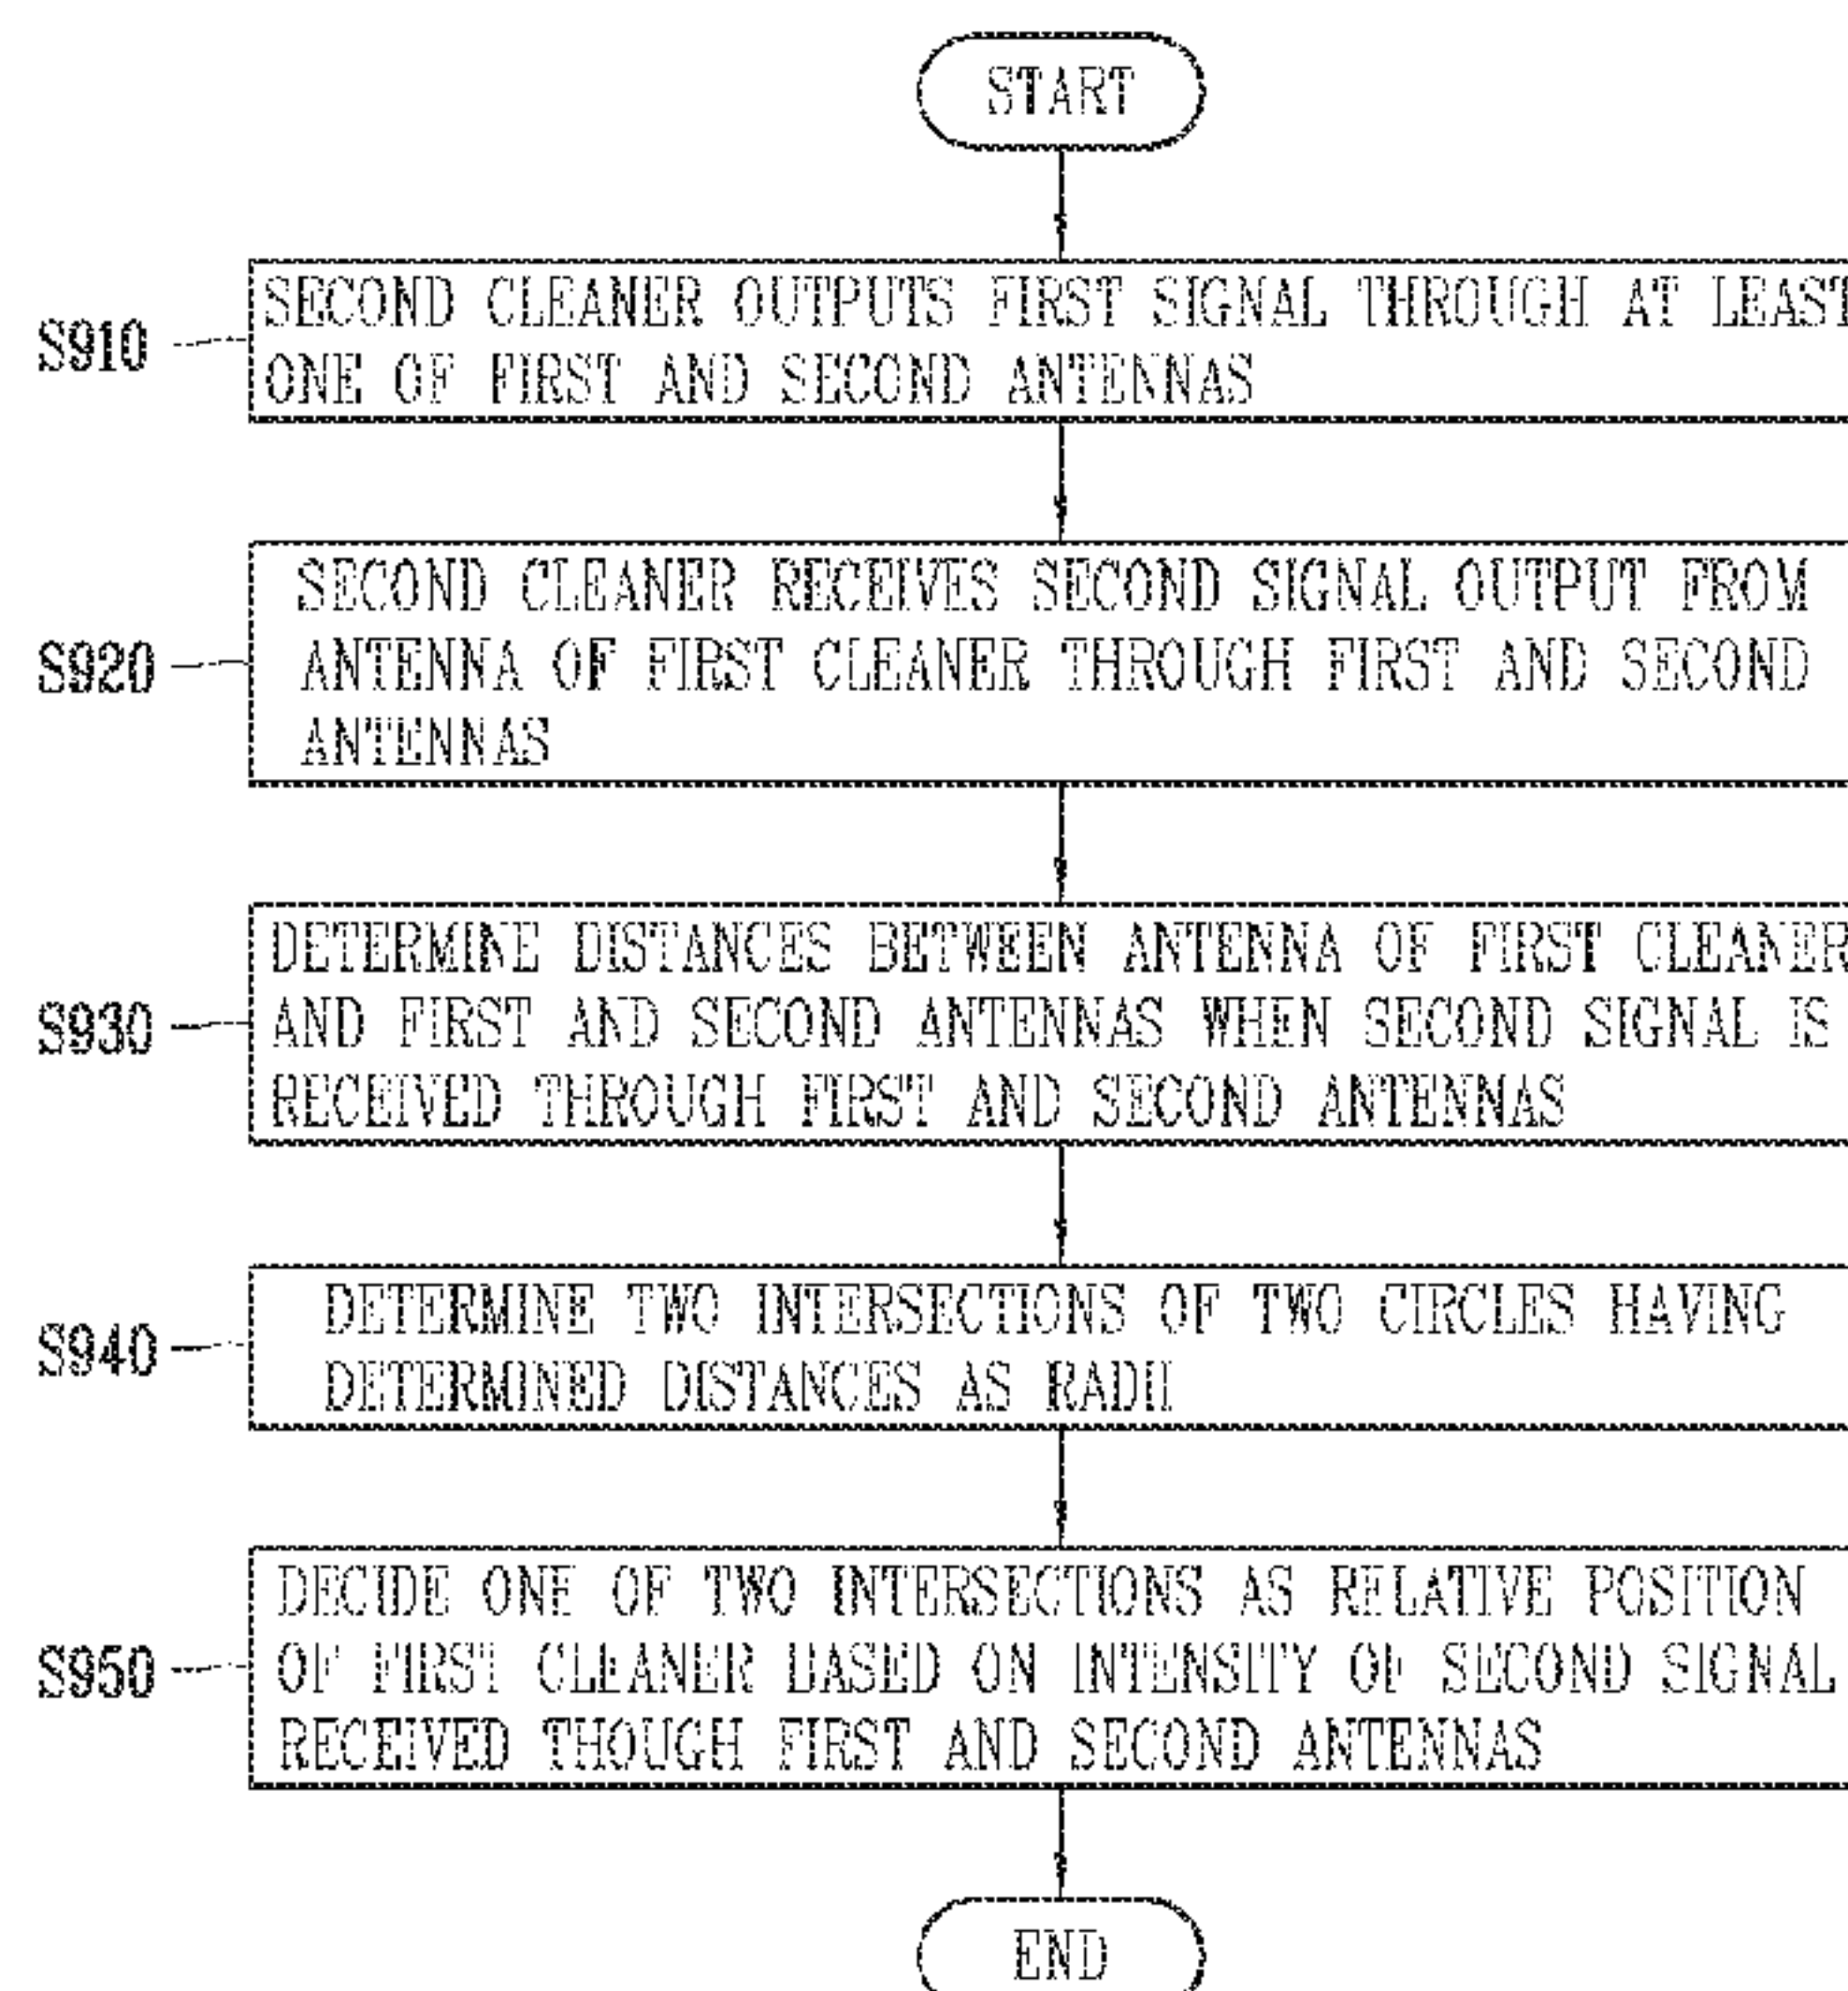 START
S910
SECOND CLEANER OUTPUTS FIRST SIGNAL THROUGH AT LEAST
ONE OF FIRST AND SECOND ANTENNAS
S920
SECOND CLEANER RECEIVES SECOND SIGNAL OUTPUT FROM
ANTENNA OF FIRST CLEANER THROUGH FIRST AND SECOND
ANTENNAS
S930
DETERMINE DISTANCES BETWEEN ANTENNA OF FIRST CLEANER
AND FIRST AND SECOND ANTENNAS WHEN SECOND SIGNAL IS
RECEIVED THROUGH FIRST AND SECOND ANTENNAS
S940
DETERMINE TWO INTERSECTIONS OF TWO CIRCLES HAVING
DETERMINED DISTANCES AS RADII
S950
DECIDE ONE OF TWO INTERSECTIONS AS RELATIVE POSITION
OF FIRST CLEANER BASED ON INTENSITY OF SECOND SIGNAL
RECEIVED THOUGH FIRST AND SECOND ANTENNAS
END